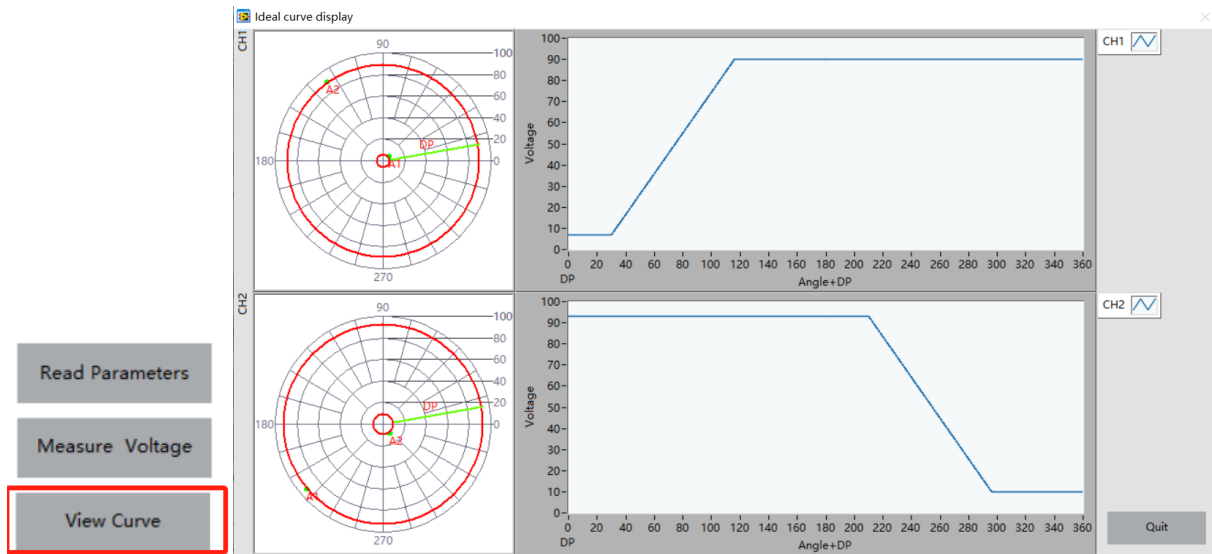 Read Parameters
Measure Voltage
View Curve
Ideal curve display
CH1
90
180
270
100
80
60
40
20
0
A2
DP
A1
Voltage
100
90
80
70
60
50
40
30
20
10
0
0 20 40 60 80 100 120 140 160 180 200 220 240 260 280 300 320 340 360
DP
Angle+DP
CH1
CH2
90
180
270
100
80
60
40
20
0
DP
A2
A1
Voltage
100
90
80
70
60
50
40
30
20
10
0
0 20 40 60 80 100 120 140 160 180 200 220 240 260 280 300 320 340 360
DP
Angle+DP
CH2
Quit